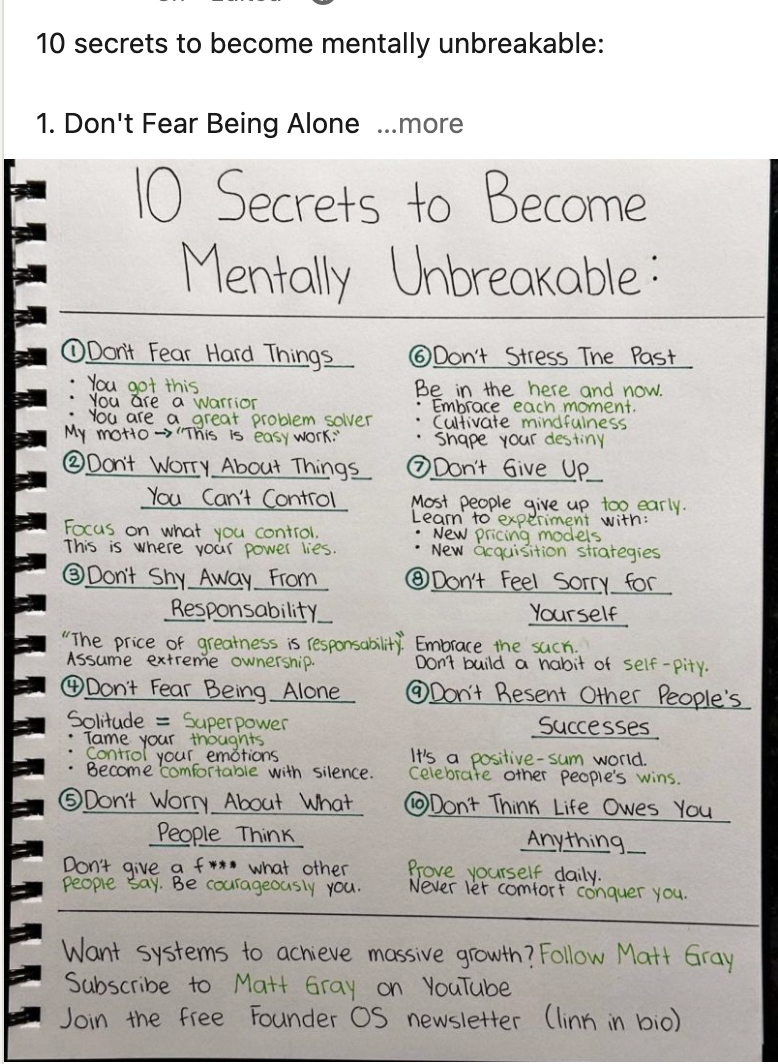 10 secrets to become mentally unbreakable:
1. Don't Fear Being Alone ...more
10 Secrets to Become
Mentally Unbreakable:
① Don't Fear Hard Things
• You got this
• You are a warrior
• You are a great problem solver
My motto → "This is easy work."
② Don't Worry About Things
You Can't Control
Focus on what you control.
This is where your power lies.
③ Don't Shy Away From
Responsability
"The price of greatness is responsability".
Assume extreme ownership.
④ Don't Fear Being Alone
Solitude = Superpower
• Tame your thoughts
• Control your emotions
• Become comfortable with silence.
⑤ Don't Worry About What
People Think
Don't give a f*** what other
people say. Be courageously you.
⑥ Don't Stress The Past
Be in the here and now.
• Embrace each moment.
• Cultivate mindfulness
• Shape your destiny
⑦ Don't Give Up
Most people give up too early.
Learn to experiment with:
• New pricing models
• New acquisition strategies
⑧ Don't Feel Sorry for
Yourself
Embrace the suck.
Don't build a habit of self-pity.
⑨ Don't Resent Other People's
Successes
It's a positive-sum world.
Celebrate other people's wins.
⑩ Don't Think Life Owes You
Anything
Prove yourself daily.
Never let comfort conquer you.
Want systems to achieve massive growth? Follow Matt Gray
Subscribe to Matt Gray on YouTube
Join the free Founder OS newsletter (link in bio)